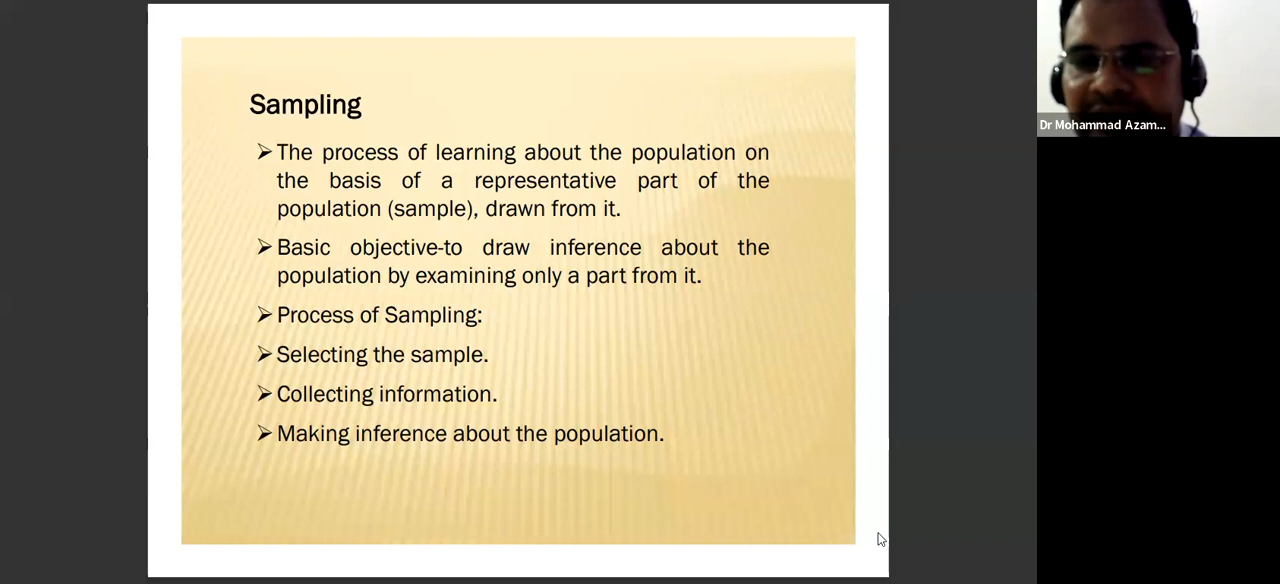 Sampling
➢The process of learning about the population on
the basis of a representative part of the
population (sample), drawn from it.
➢Basic objective-to draw inference about the
population by examining only a part from it.
➢Process of Sampling:
➢Selecting the sample.
➢Collecting information.
➢Making inference about the population.
Dr Mohammad Azam...